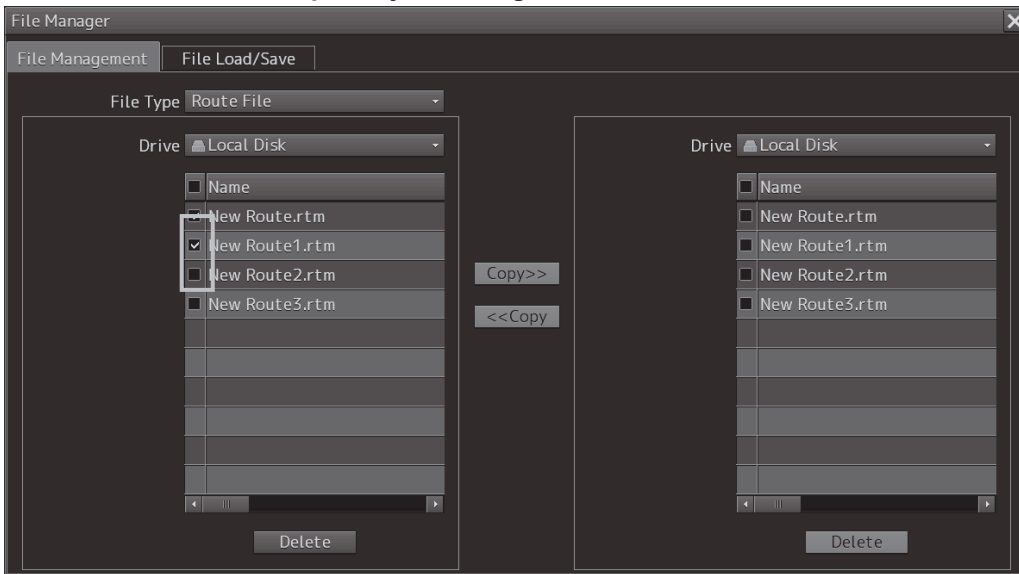 File Manager
File Management File Load/Save
File Type Route File
Drive Local Disk
Name
New Route.rtm
New Route1.rtm
New Route2.rtm
New Route3.rtm
Delete
Copy>>
<<Copy
Drive Local Disk
Name
New Route.rtm
New Route1.rtm
New Route2.rtm
New Route3.rtm
Delete